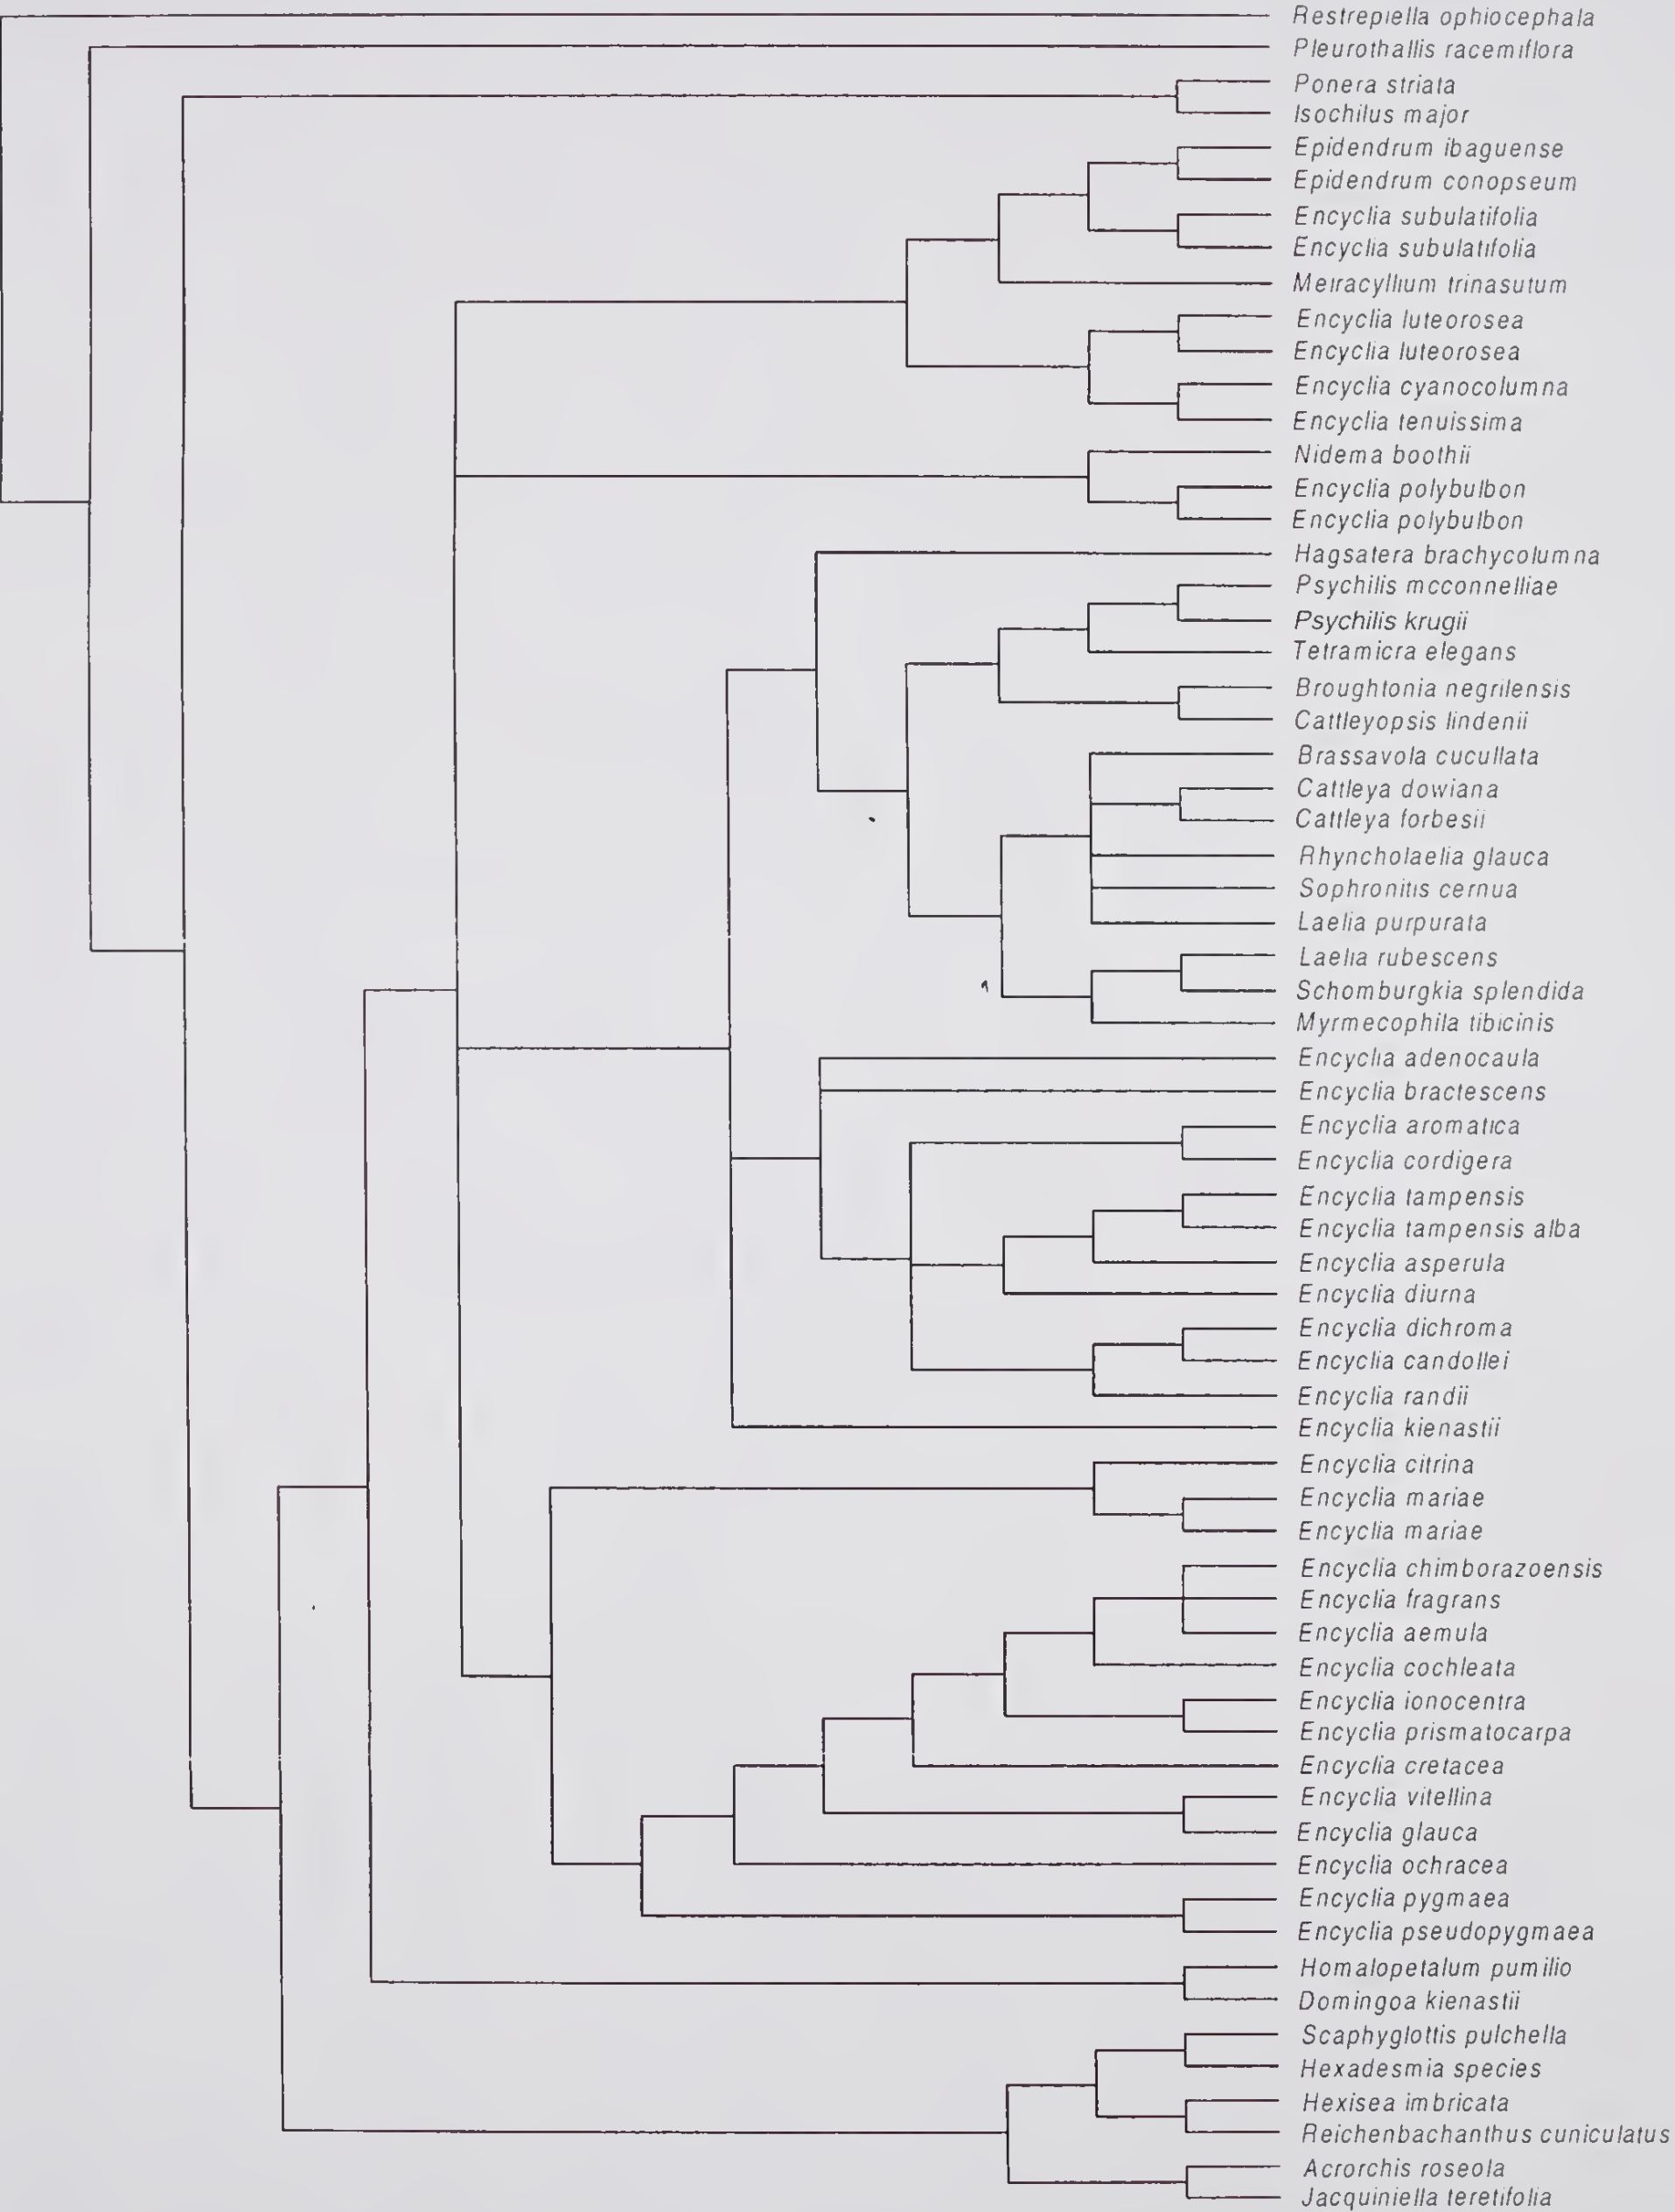 Restrepiella ophiocephala
Pleurothallis racemiflora
Ponera striata
Isochilus major
Epidendrum ibaguense
Epidendrum conopseum
Encyclia subulatifolia
Encyclia subulatifolia
Meiracyllium trinasutum
Encyclia luteorosea
Encyclia luteorosea
Encyclia cyanocolumna
Encyclia tenuissima
Nidema boothii
Encyclia polybulbon
Encyclia polybulbon
Hagsatera brachycolumna
Psychilis mcconnelliae
Psychilis krugii
Tetramicra elegans
Broughtonia negrilensis
Cattleyopsis lindenii
Brassavola cucullata
Cattleya dowiana
Cattleya forbesii
Rhyncholaelia glauca
Sophronitis cernua
Laelia purpurata
Laelia rubescens
Schomburgkia splendida
Myrmecophila tibicinis
Encyclia adenocaula
Encyclia bractescens
Encyclia aromatica
Encyclia cordigera
Encyclia tampensis
Encyclia tampensis alba
Encyclia asperula
Encyclia diurna
Encyclia dichroma
Encyclia candollei
Encyclia randii
Encyclia kienastii
Encyclia citrina
Encyclia mariae
Encyclia mariae
Encyclia chimborazoensis
Encyclia fragrans
Encyclia aemula
Encyclia cochleata
Encyclia ionocentra
Encyclia prismatocarpa
Encyclia cretacea
Encyclia vitellina
Encyclia glauca
Encyclia ochracea
Encyclia pygmaea
Encyclia pseudopygmaea
Homalopetalum pumilio
Domingoa kienastii
Scaphyglottis pulchella
Hexadesmia species
Hexisea imbricata
Reichenbachanthus cuniculatus
Acrorchis roseola
Jacquiniella teretifolia